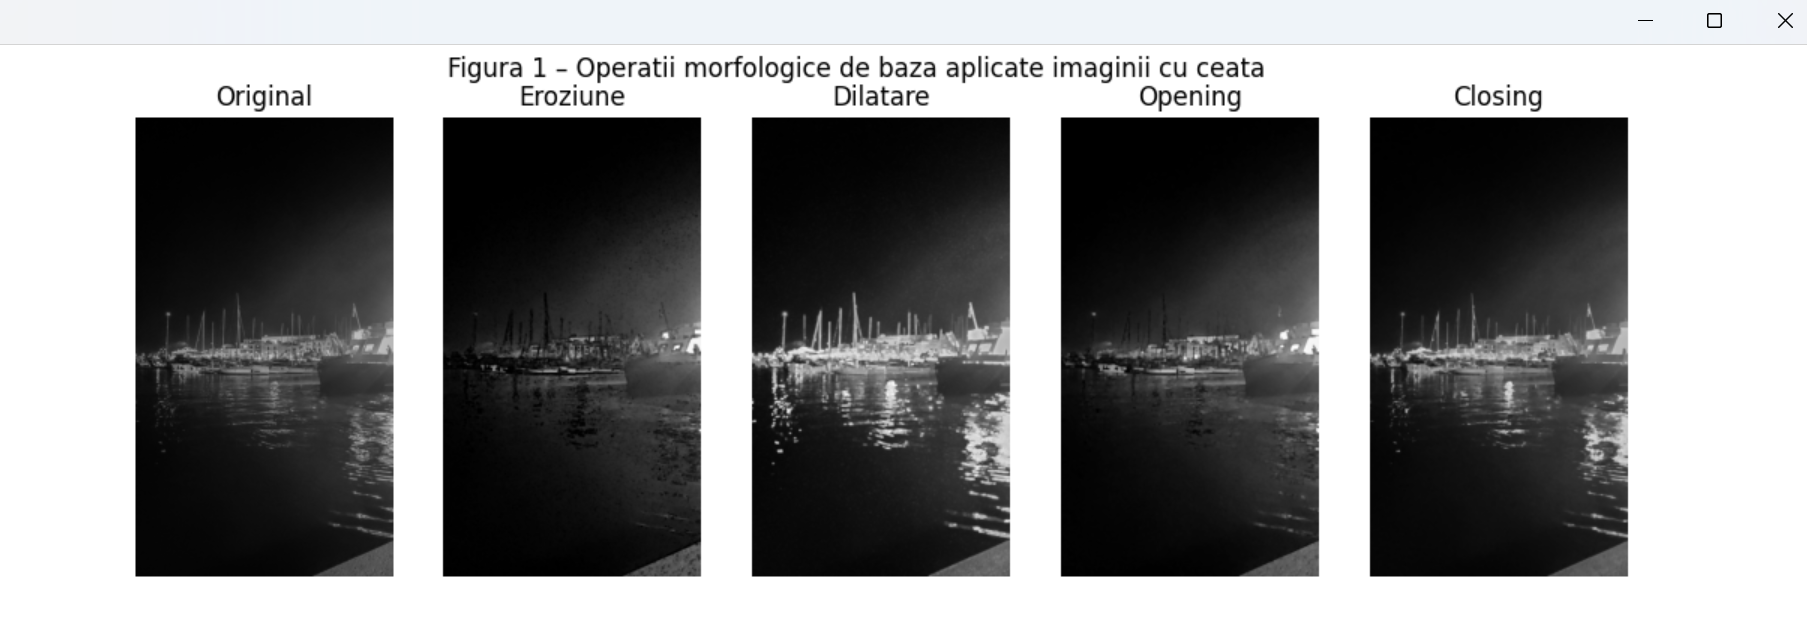 Figura 1 – Operatii morfologice de baza aplicate imaginii cu ceata
Original
Eroziune
Dilatare
Opening
Closing